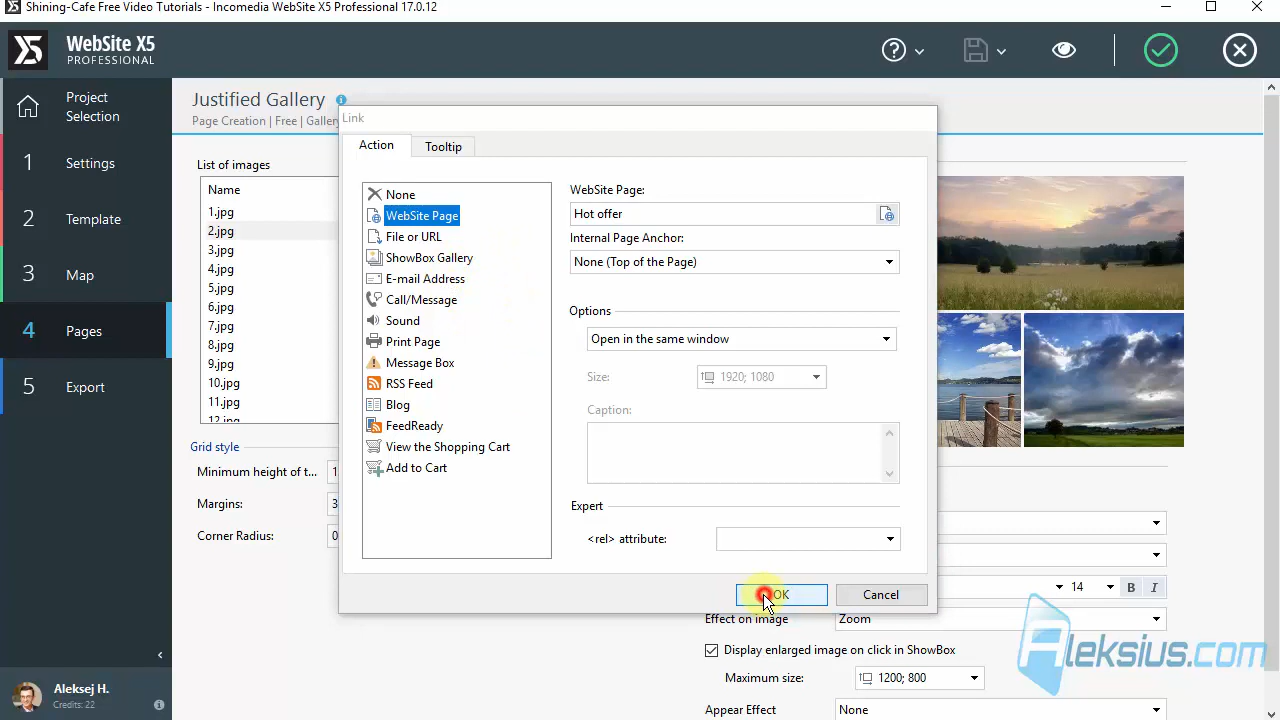 Shining-Cafe Free Video Tutorials - Incomedia WebSite X5 Professional 17.0.12
X5 WebSite X5
PROFESSIONAL
Project
Selection
1 Settings
2 Template
3 Map
4 Pages
5 Export
Aleksej H.
Credits: 22
Justified Gallery
Page Creation | Free | Gallery
List of images
Name
1.jpg
2.jpg
3.jpg
4.jpg
5.jpg
6.jpg
7.jpg
8.jpg
9.jpg
10.jpg
11.jpg
12.jpg
Grid style
Minimum height of t... 1
Margins: 3
Corner Radius: 0
Link
Action Tooltip
None
WebSite Page
File or URL
ShowBox Gallery
E-mail Address
Call/Message
Sound
Print Page
Message Box
RSS Feed
Blog
FeedReady
View the Shopping Cart
Add to Cart
WebSite Page:
Hot offer
Internal Page Anchor:
None (Top of the Page)
Options
Open in the same window
Size: 1920; 1080
Caption:
Expert
<rel> attribute:
OK Cancel
14 B I
Effect on image Zoom
Display enlarged image on click in ShowBox
Maximum size: 1200; 800
Appear Effect None
Aleksius.com